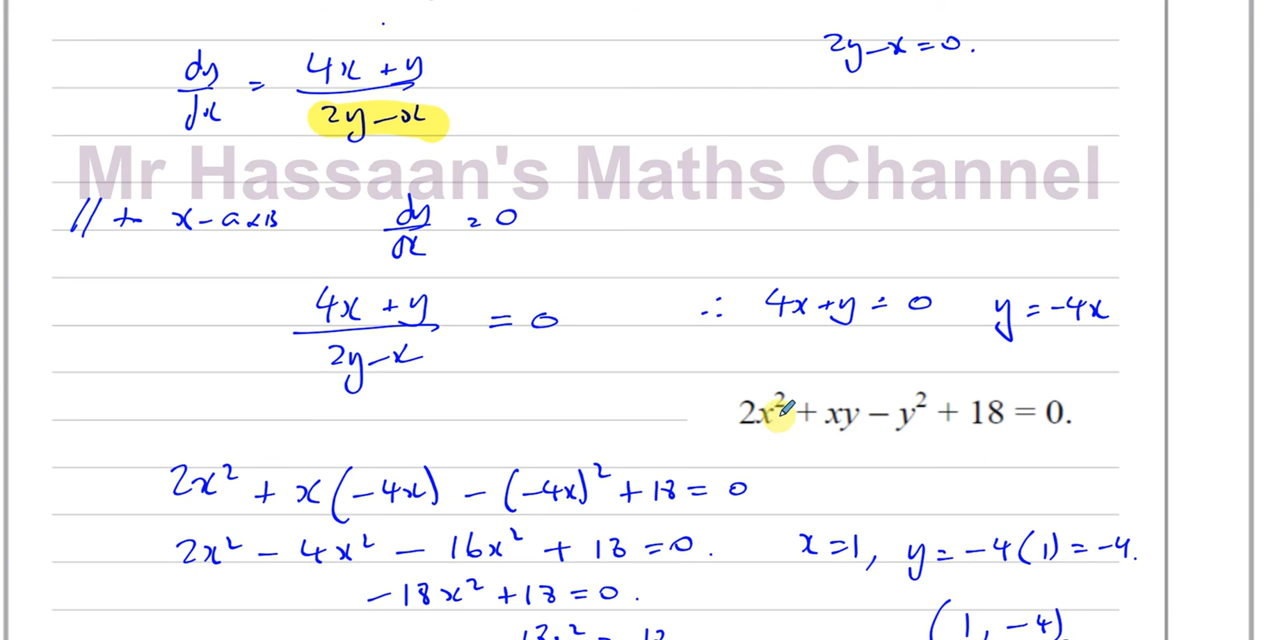 2y-x=0.
dy/dx = (4x + y)/(2y-x)
Mr Hassaan's Maths Channel
// to x-axis dy/dx = 0
(4x + y)/(2y-x) = 0 ∴ 4x+y=0 y=-4x
2x² + xy − y² + 18 = 0.
2x² + x(-4x) - (-4x)² + 18 = 0
2x² - 4x² - 16x² + 18 = 0. x=1, y=-4(1)=-4.
-18x² + 18 = 0.
(1, -4)